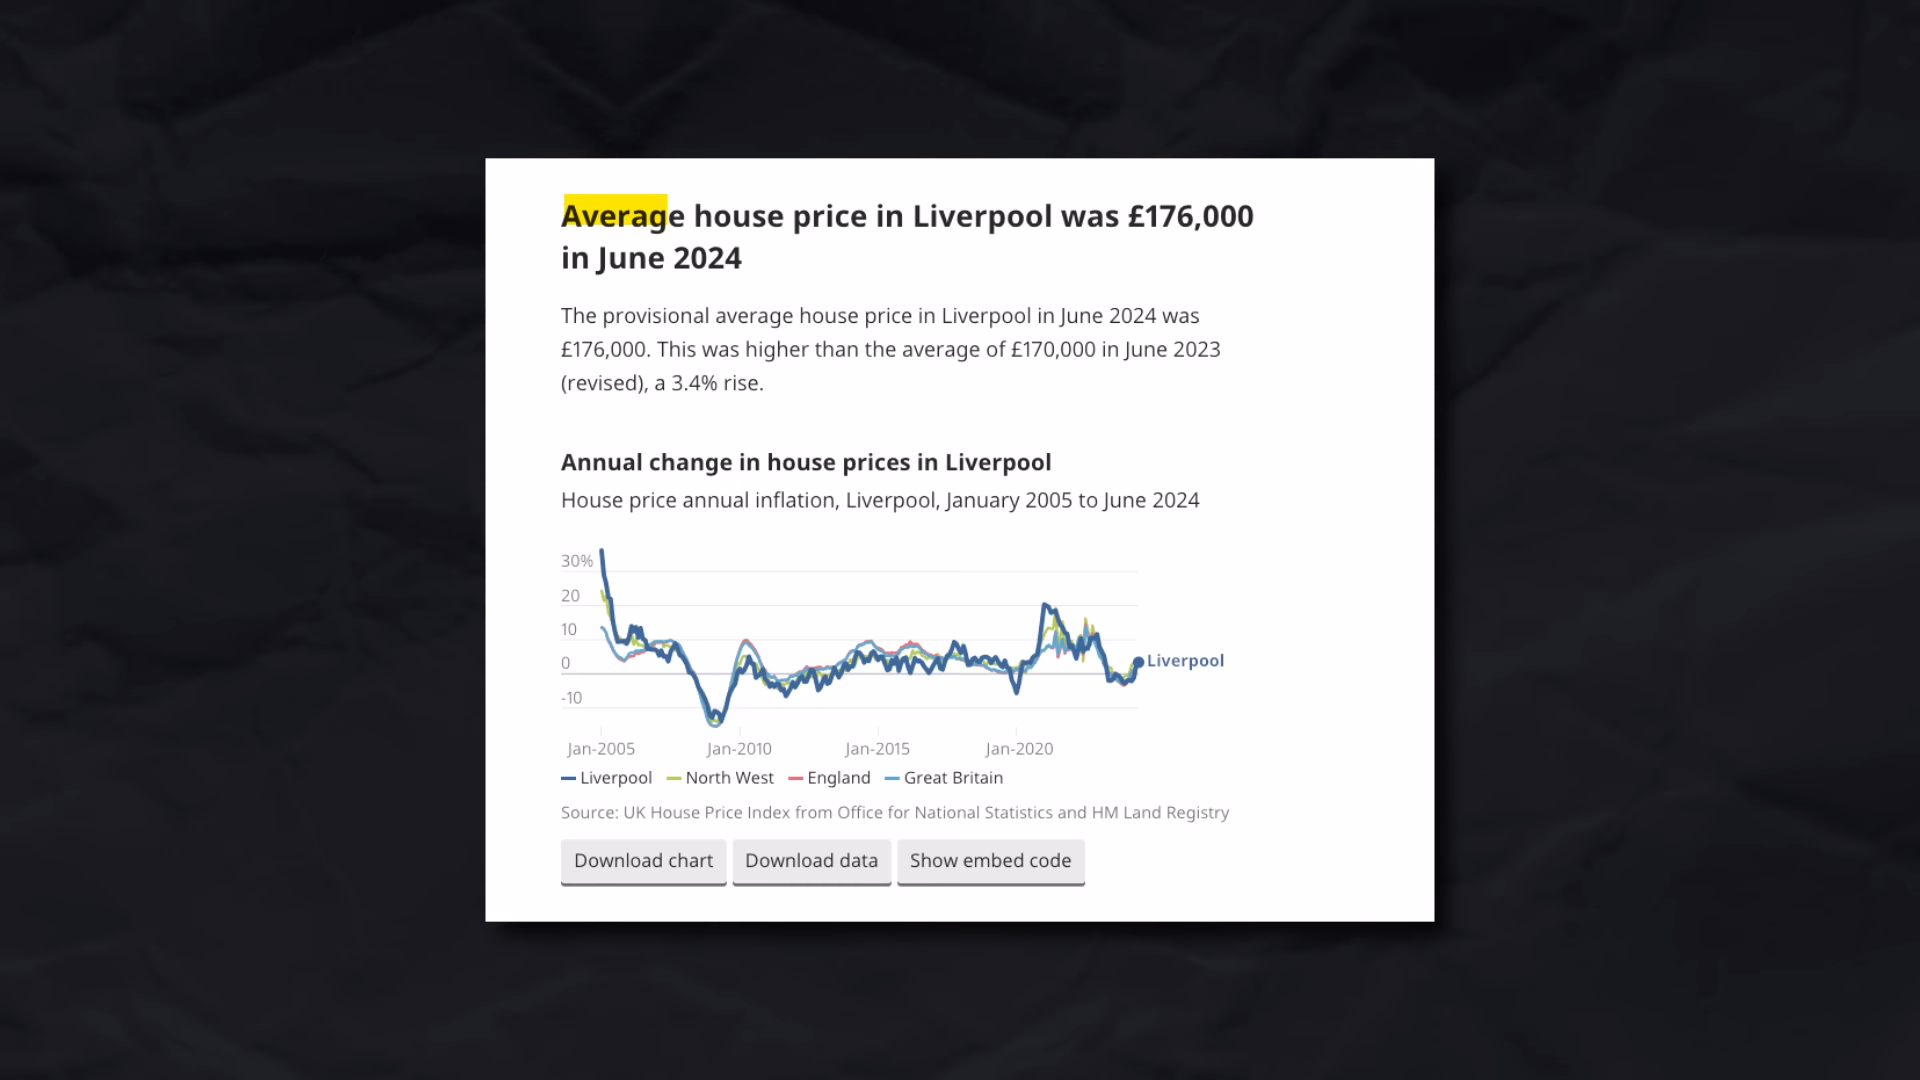 Average house price in Liverpool was £176,000
in June 2024
The provisional average house price in Liverpool in June 2024 was
£176,000. This was higher than the average of £170,000 in June 2023
(revised), a 3.4% rise.
Annual change in house prices in Liverpool
House price annual inflation, Liverpool, January 2005 to June 2024
30%
20
10
0
-10
Liverpool
Jan-2005 Jan-2010 Jan-2015 Jan-2020
Liverpool North West England Great Britain
Source: UK House Price Index from Office for National Statistics and HM Land Registry
Download chart Download data Show embed code